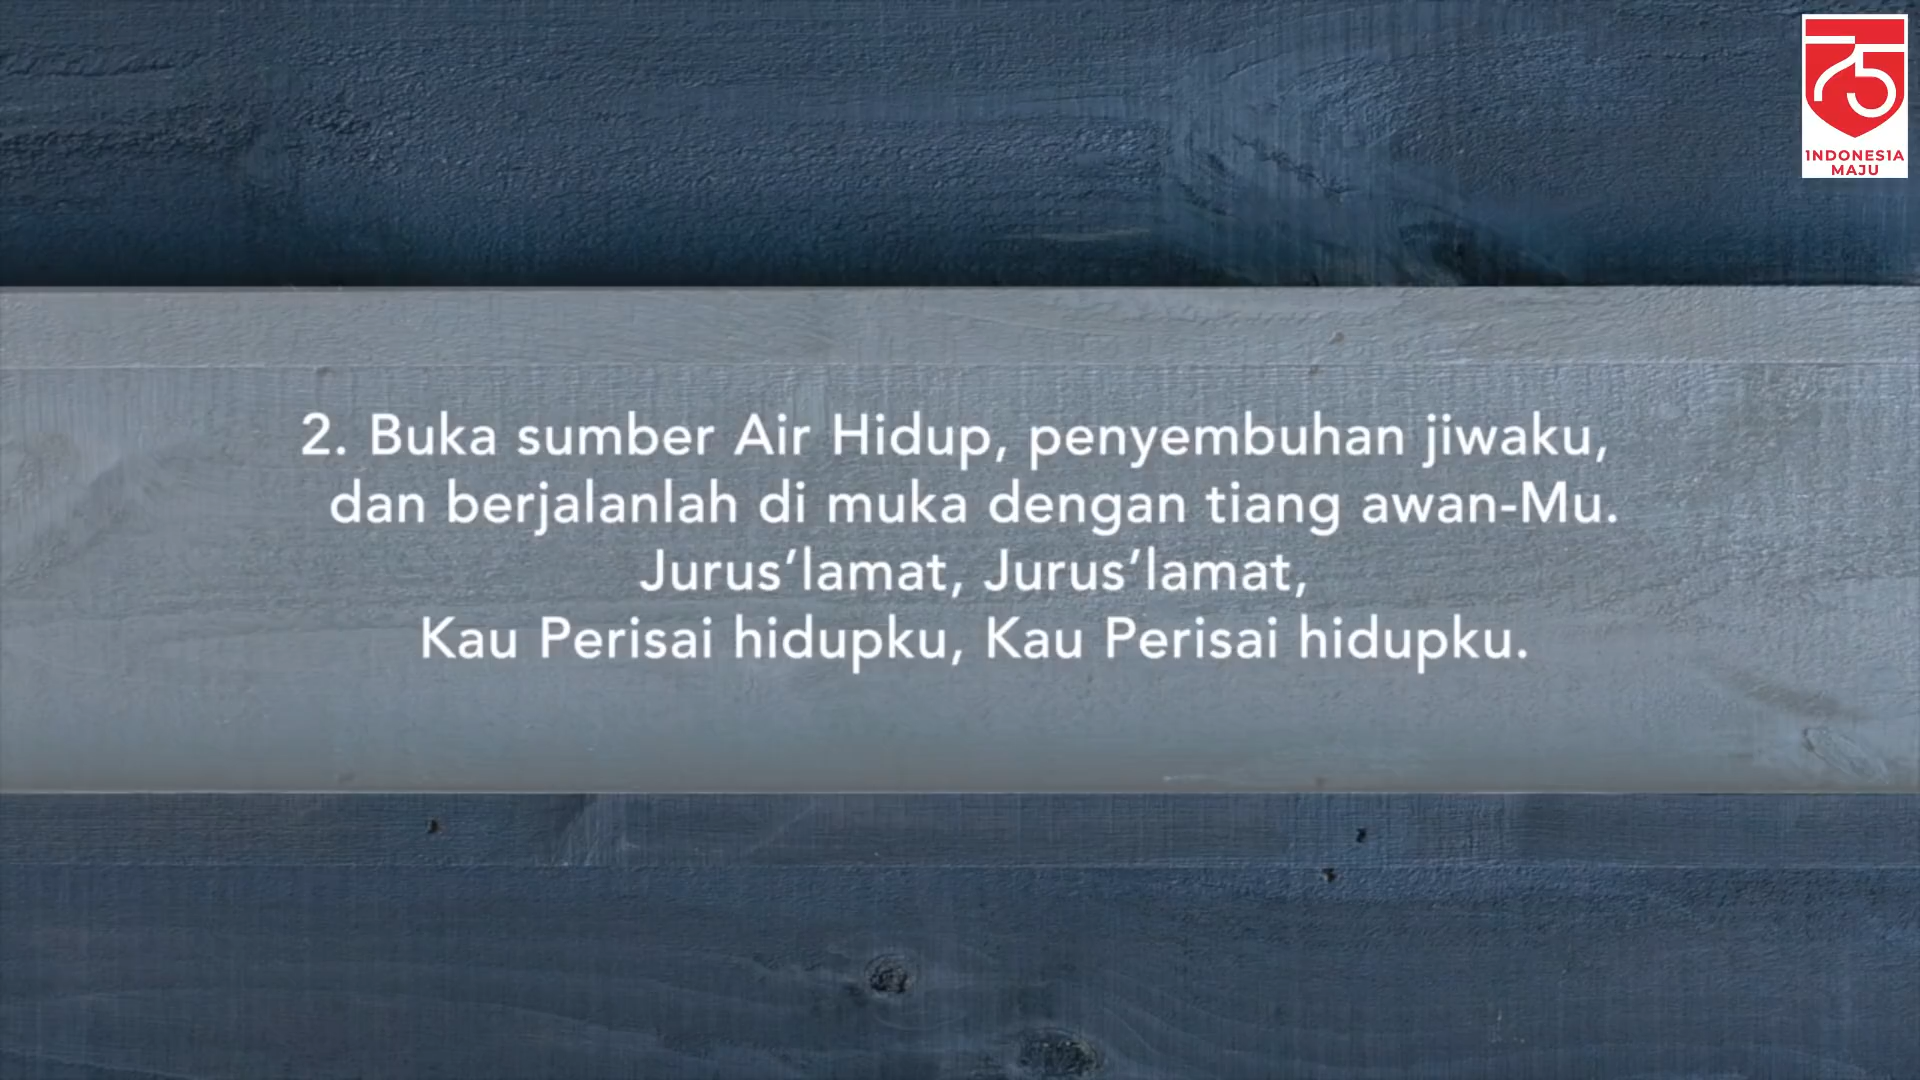 75
INDONESIA
MAJU
2. Buka sumber Air Hidup, penyembuhan jiwaku,
dan berjalanlah di muka dengan tiang awan-Mu.
Jurus’lamat, Jurus’lamat,
Kau Perisai hidupku, Kau Perisai hidupku.